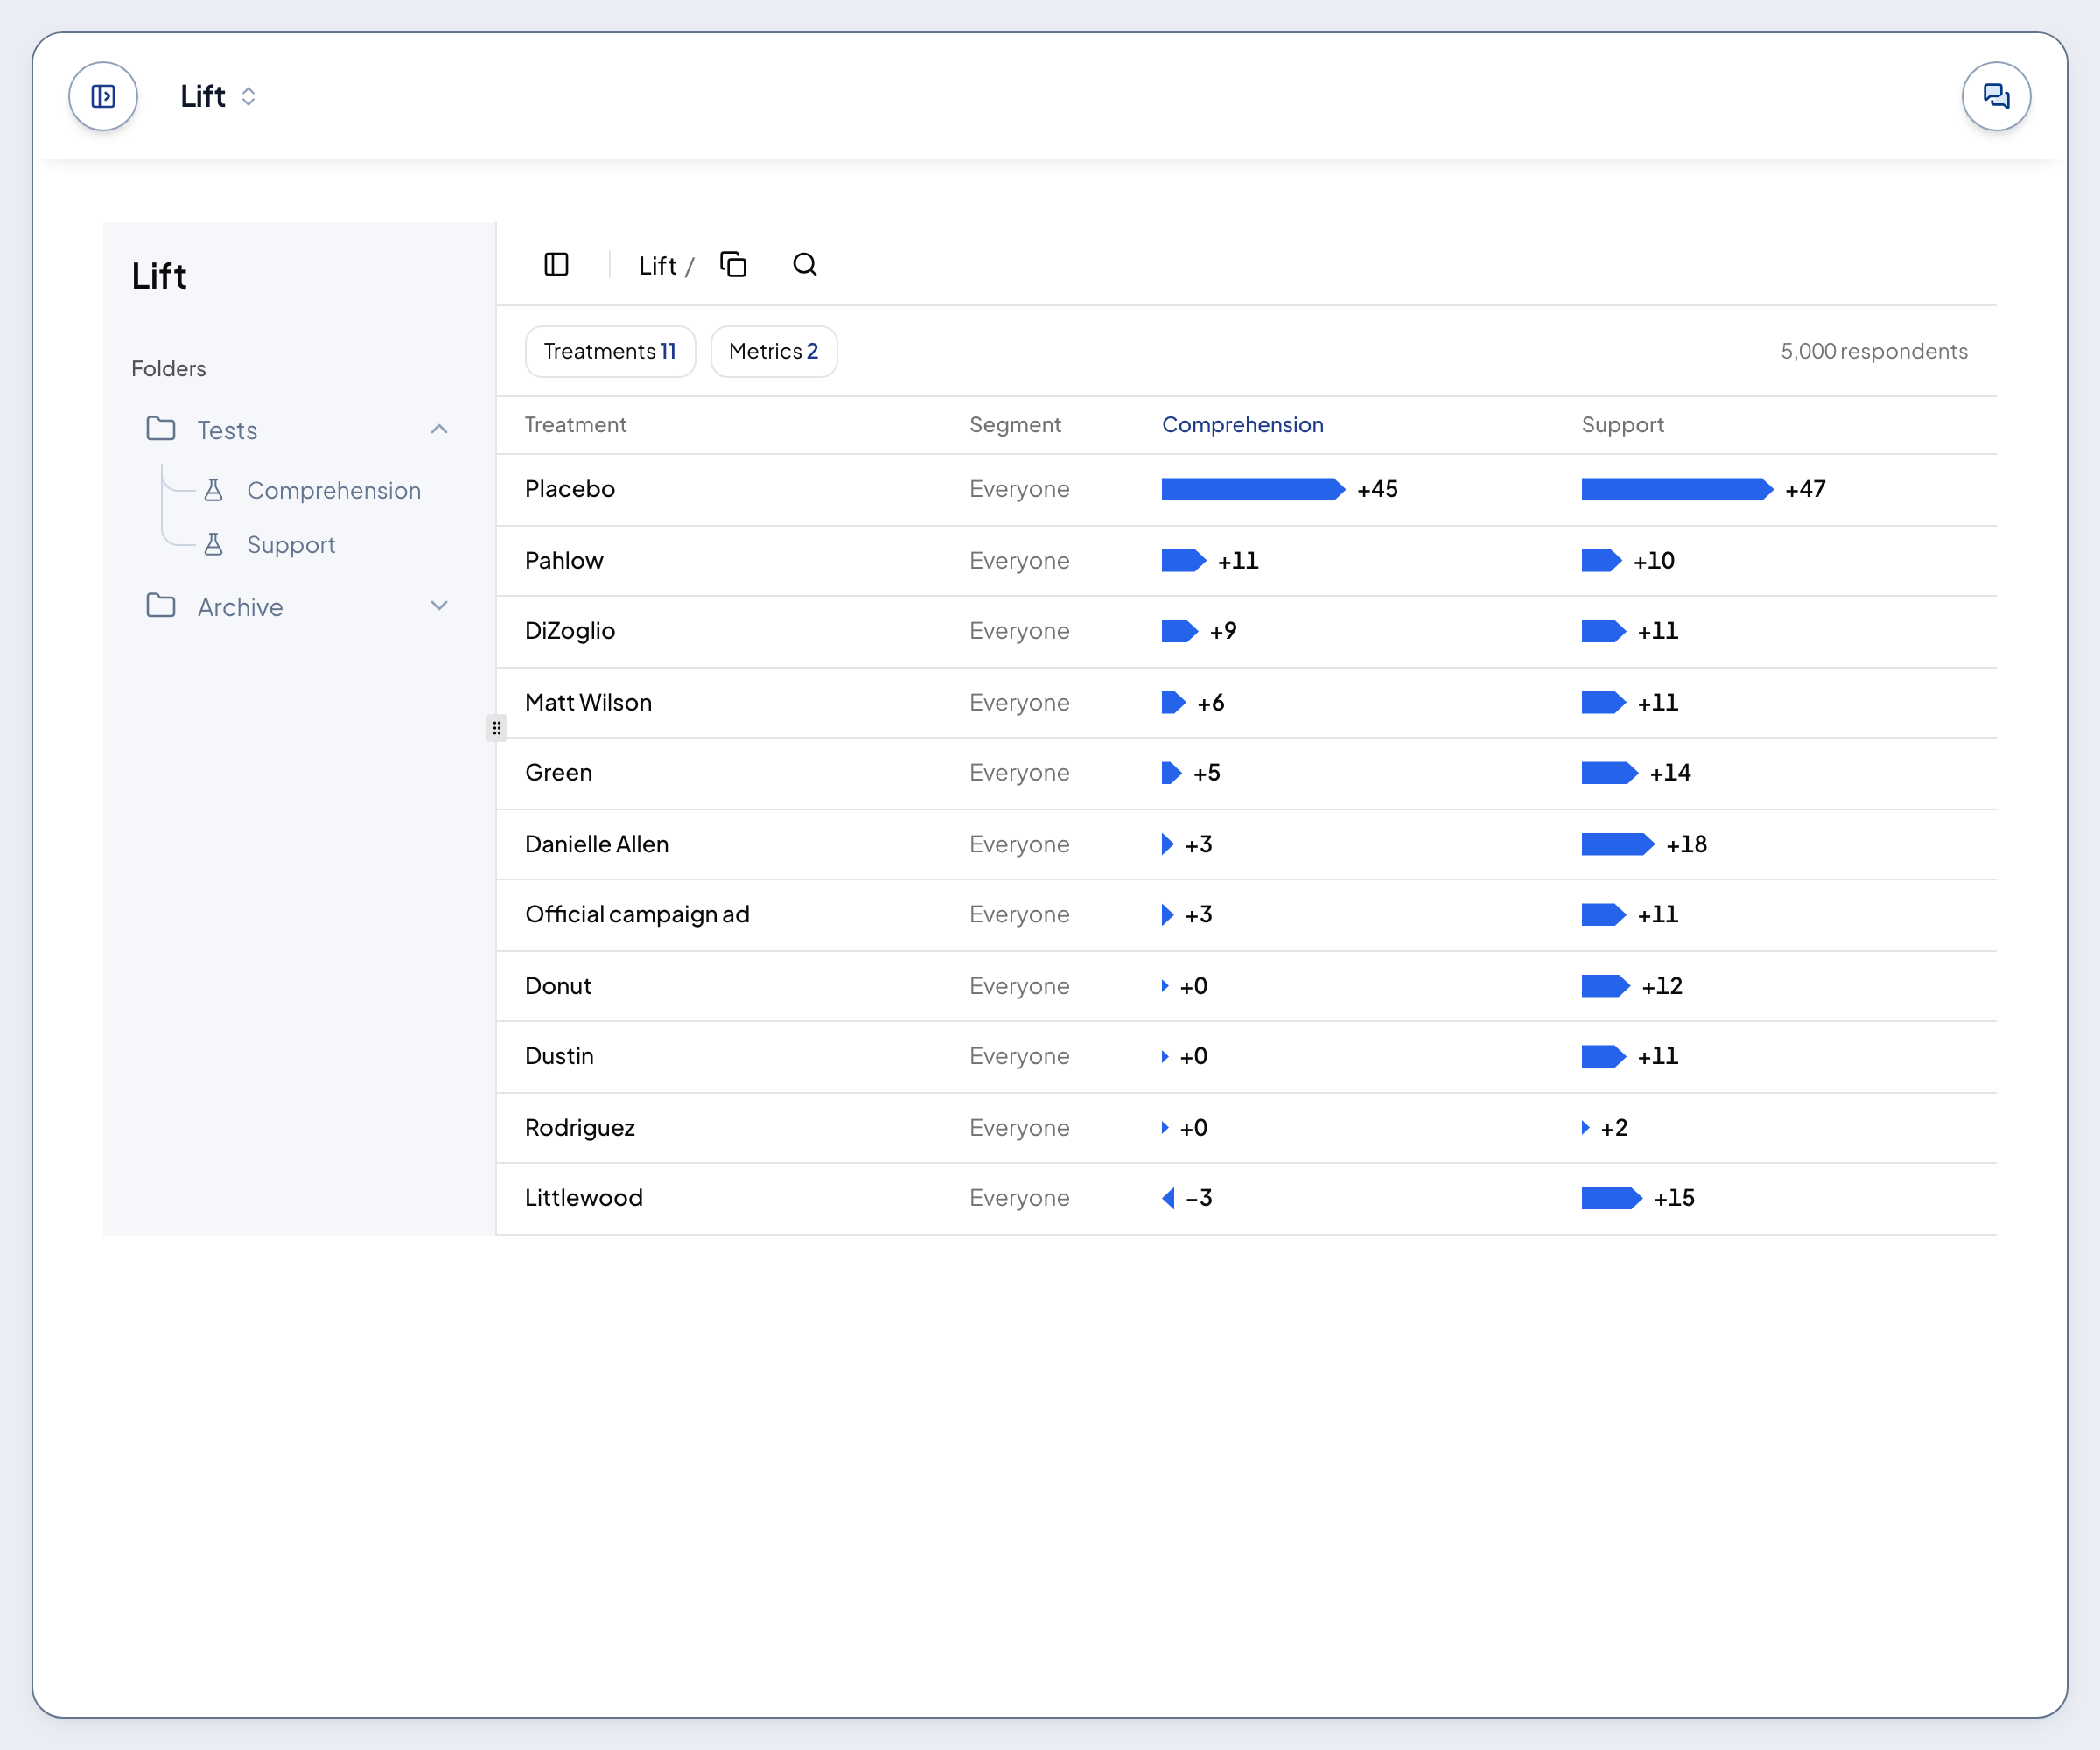 Lift
Lift
Folders
Tests
Comprehension
Support
Archive
Lift /
Treatments 11 Metrics 2 5,000 respondents
Treatment Segment Comprehension Support
Placebo Everyone +45 +47
Pahlow Everyone +11 +10
DiZoglio Everyone +9 +11
Matt Wilson Everyone +6 +11
Green Everyone +5 +14
Danielle Allen Everyone +3 +18
Official campaign ad Everyone +3 +11
Donut Everyone +0 +12
Dustin Everyone +0 +11
Rodriguez Everyone +0 +2
Littlewood Everyone −3 +15